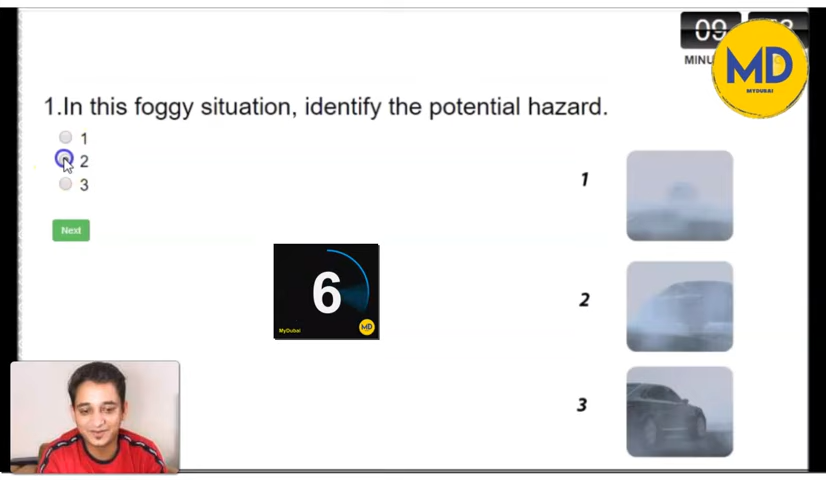 09
MINU
MD
MYDUBAI
1.In this foggy situation, identify the potential hazard.
1
2
3
Next
1
2
3
6
MyDubai
MD